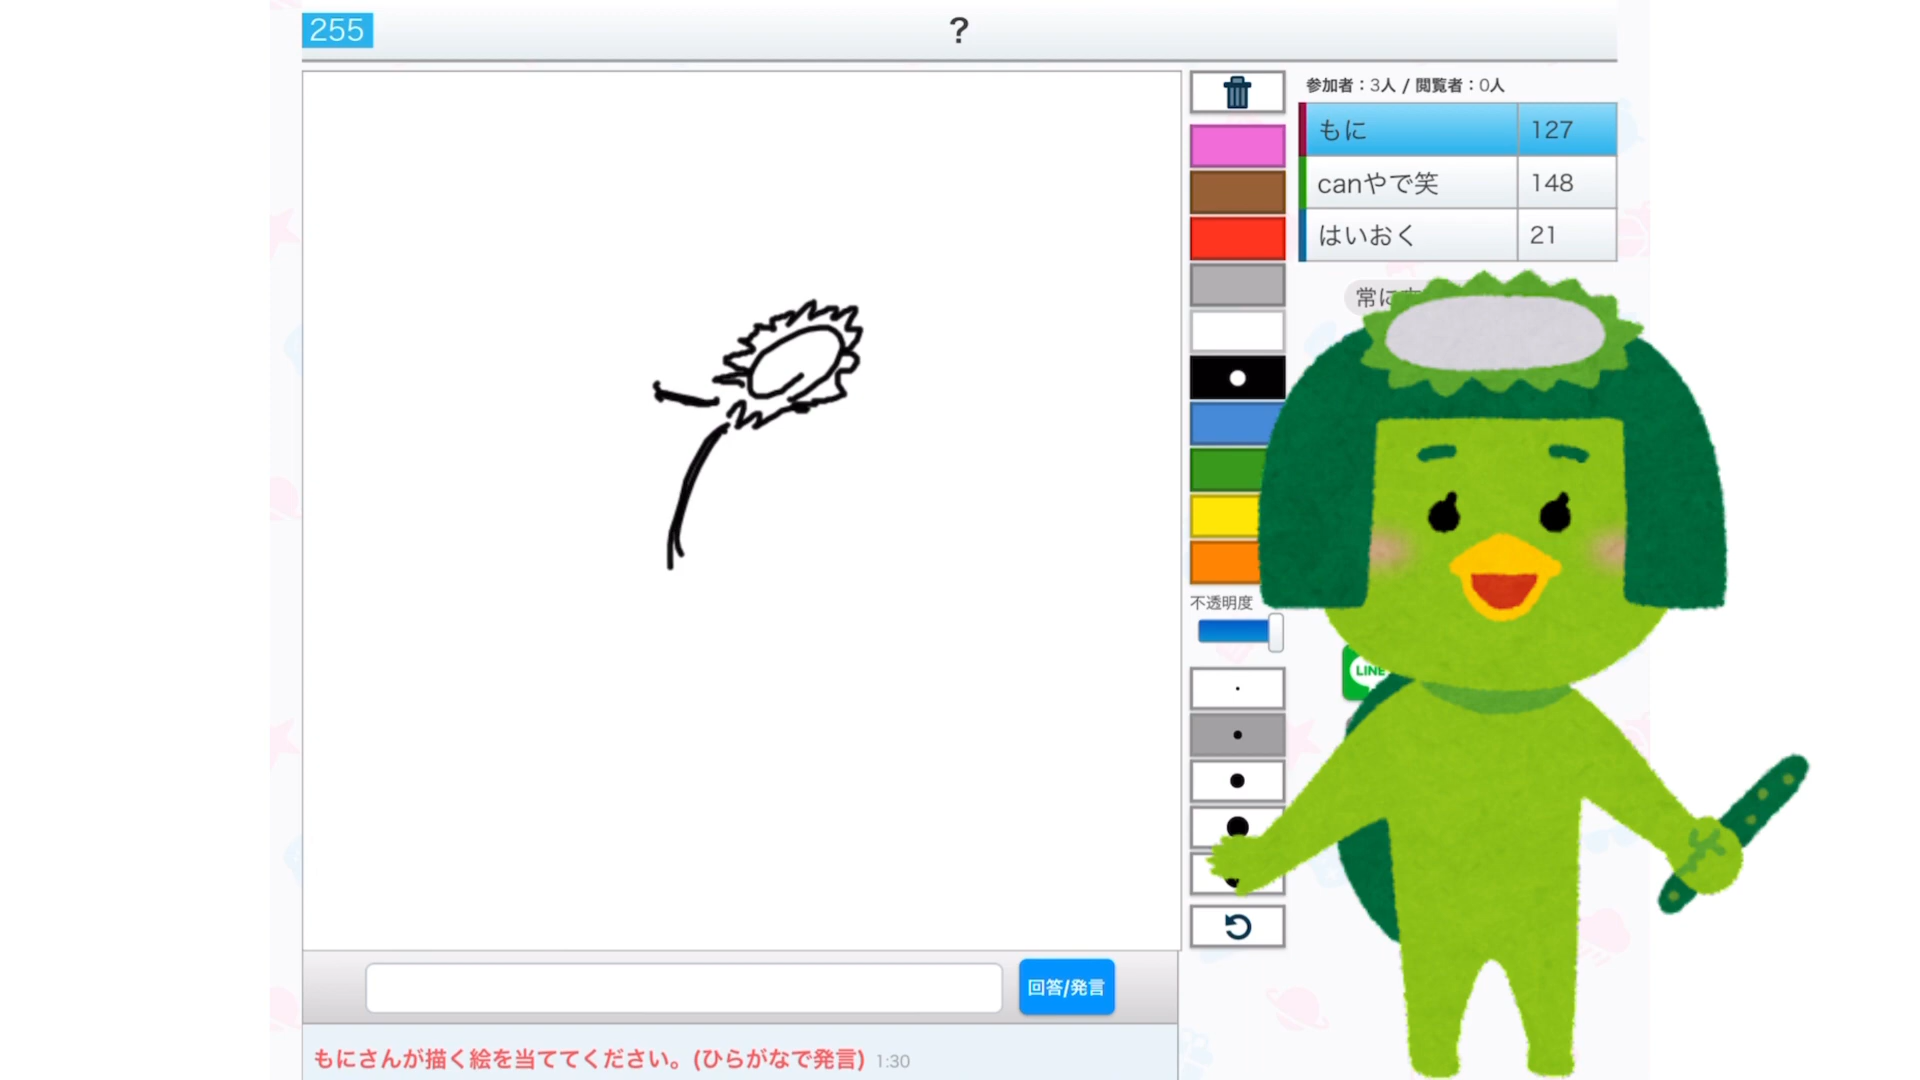 255
?
参加者：3人 / 閲覧者：0人
もに 127
canやで笑 148
はいおく 21
常に
不透明度
LINE
回答/発言
もにさんが描く絵を当ててください。(ひらがなで発言) 1:30